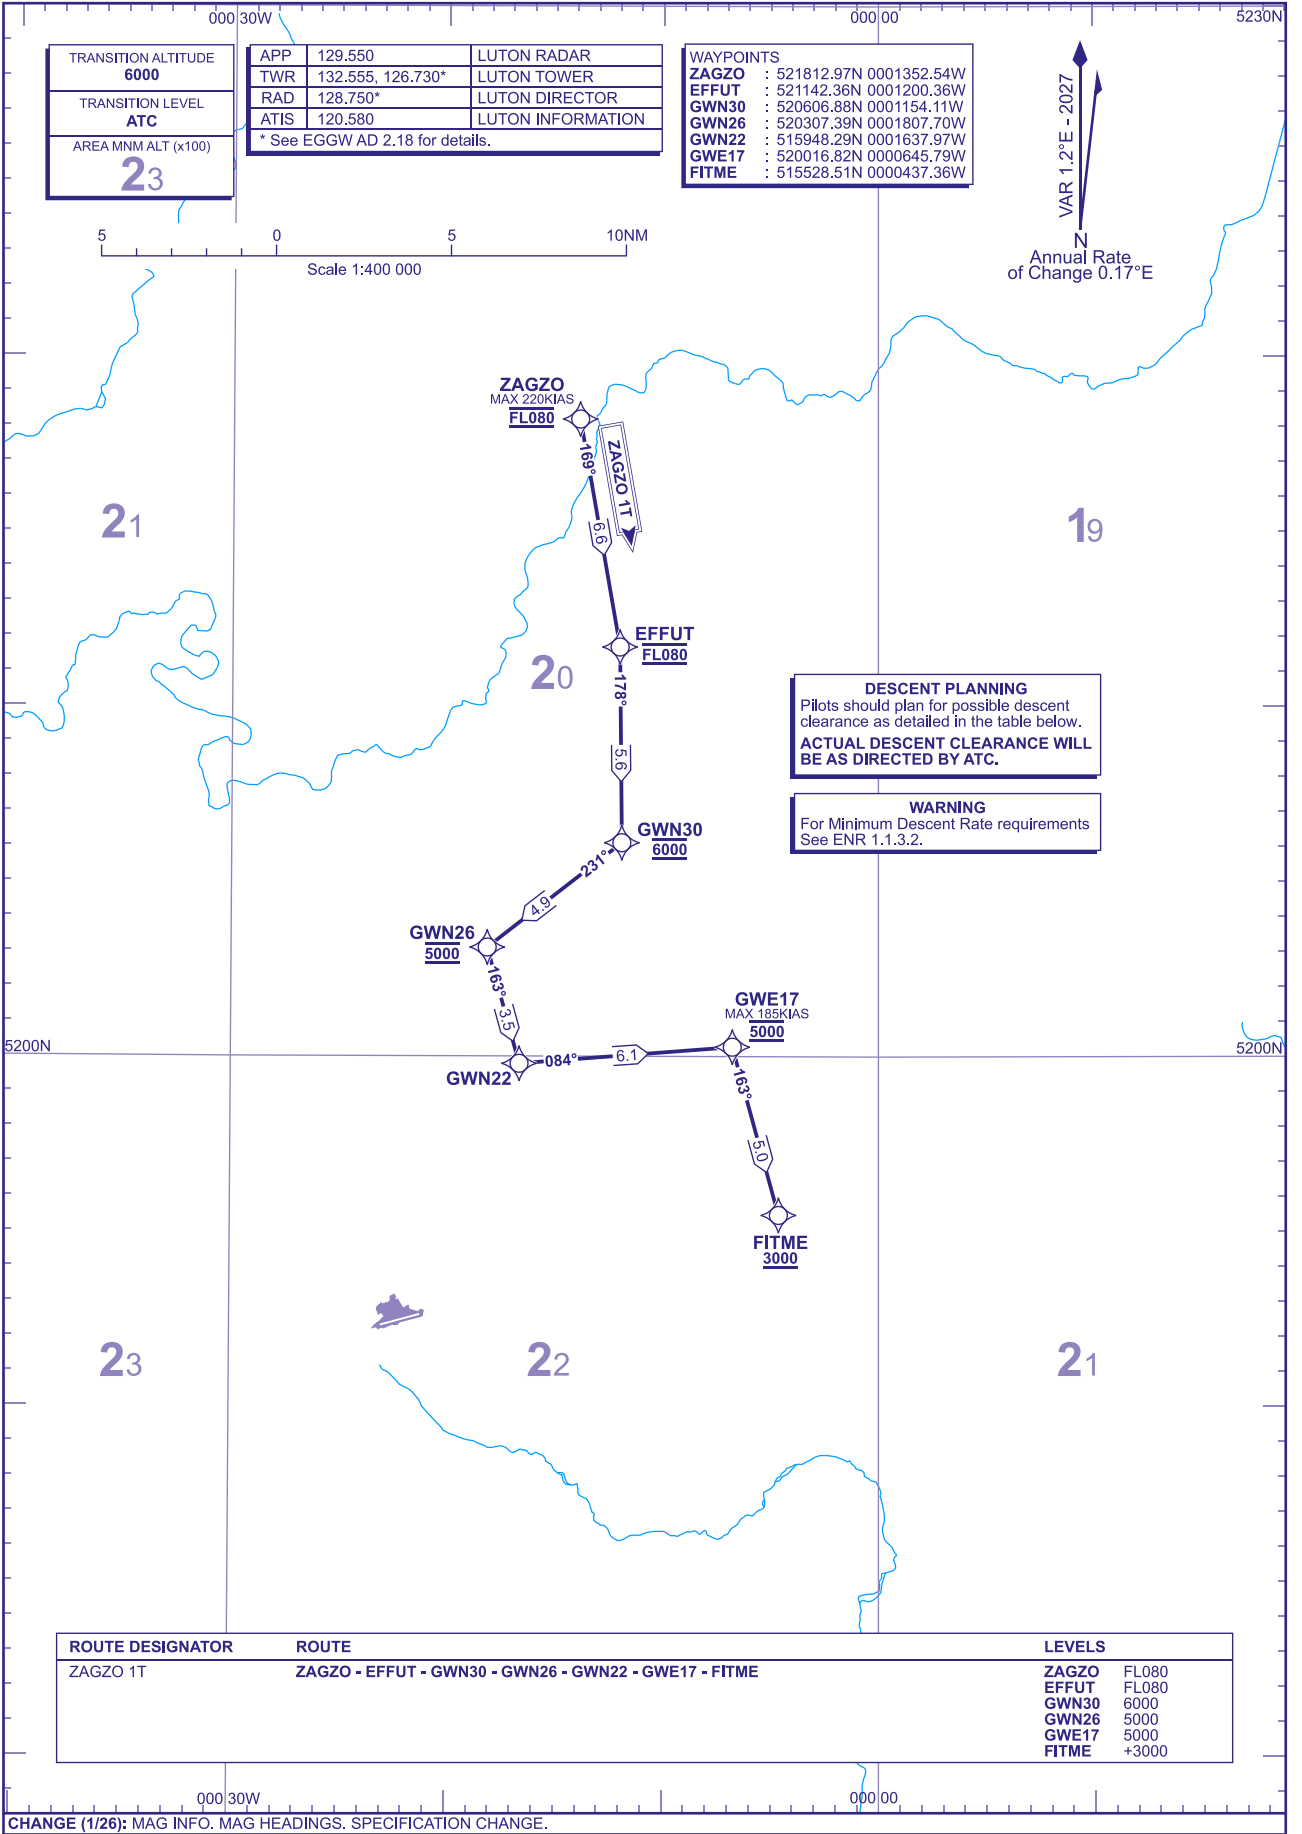 000 30W
000 00
5230N
TRANSITION ALTITUDE
6000
TRANSITION LEVEL
ATC
AREA MNM ALT (x100)
23
APP 129.550 LUTON RADAR
TWR 132.555, 126.730* LUTON TOWER
RAD 128.750* LUTON DIRECTOR
ATIS 120.580 LUTON INFORMATION
* See EGGW AD 2.18 for details.
WAYPOINTS
ZAGZO : 521812.97N 0001352.54W
EFFUT : 521142.36N 0001200.36W
GWN30 : 520606.88N 0001154.11W
GWN26 : 520307.39N 0001807.70W
GWN22 : 515948.29N 0001637.97W
GWE17 : 520016.82N 0000645.79W
FITME : 515528.51N 0000437.36W
VAR 1.2°E - 2027
N
Annual Rate
of Change 0.17°E
5 0 5 10NM
Scale 1:400 000
ZAGZO
MAX 220KIAS
FL080
169°
ZAGZO 1T
6.6
21
19
EFFUT
FL080
20
178°
5.6
DESCENT PLANNING
Pilots should plan for possible descent
clearance as detailed in the table below.
ACTUAL DESCENT CLEARANCE WILL
BE AS DIRECTED BY ATC.
WARNING
For Minimum Descent Rate requirements
See ENR 1.1.3.2.
GWN30
6000
231°
4.9
GWN26
5000
163°
3.5
GWE17
MAX 185KIAS
5000
5200N
5200N
084°
6.1
GWN22
163°
5.0
FITME
3000
23
22
21
ROUTE DESIGNATOR ROUTE LEVELS
ZAGZO 1T ZAGZO - EFFUT - GWN30 - GWN26 - GWN22 - GWE17 - FITME ZAGZO FL080
EFFUT FL080
GWN30 6000
GWN26 5000
GWE17 5000
FITME +3000
000 30W
000 00
CHANGE (1/26): MAG INFO. MAG HEADINGS. SPECIFICATION CHANGE.